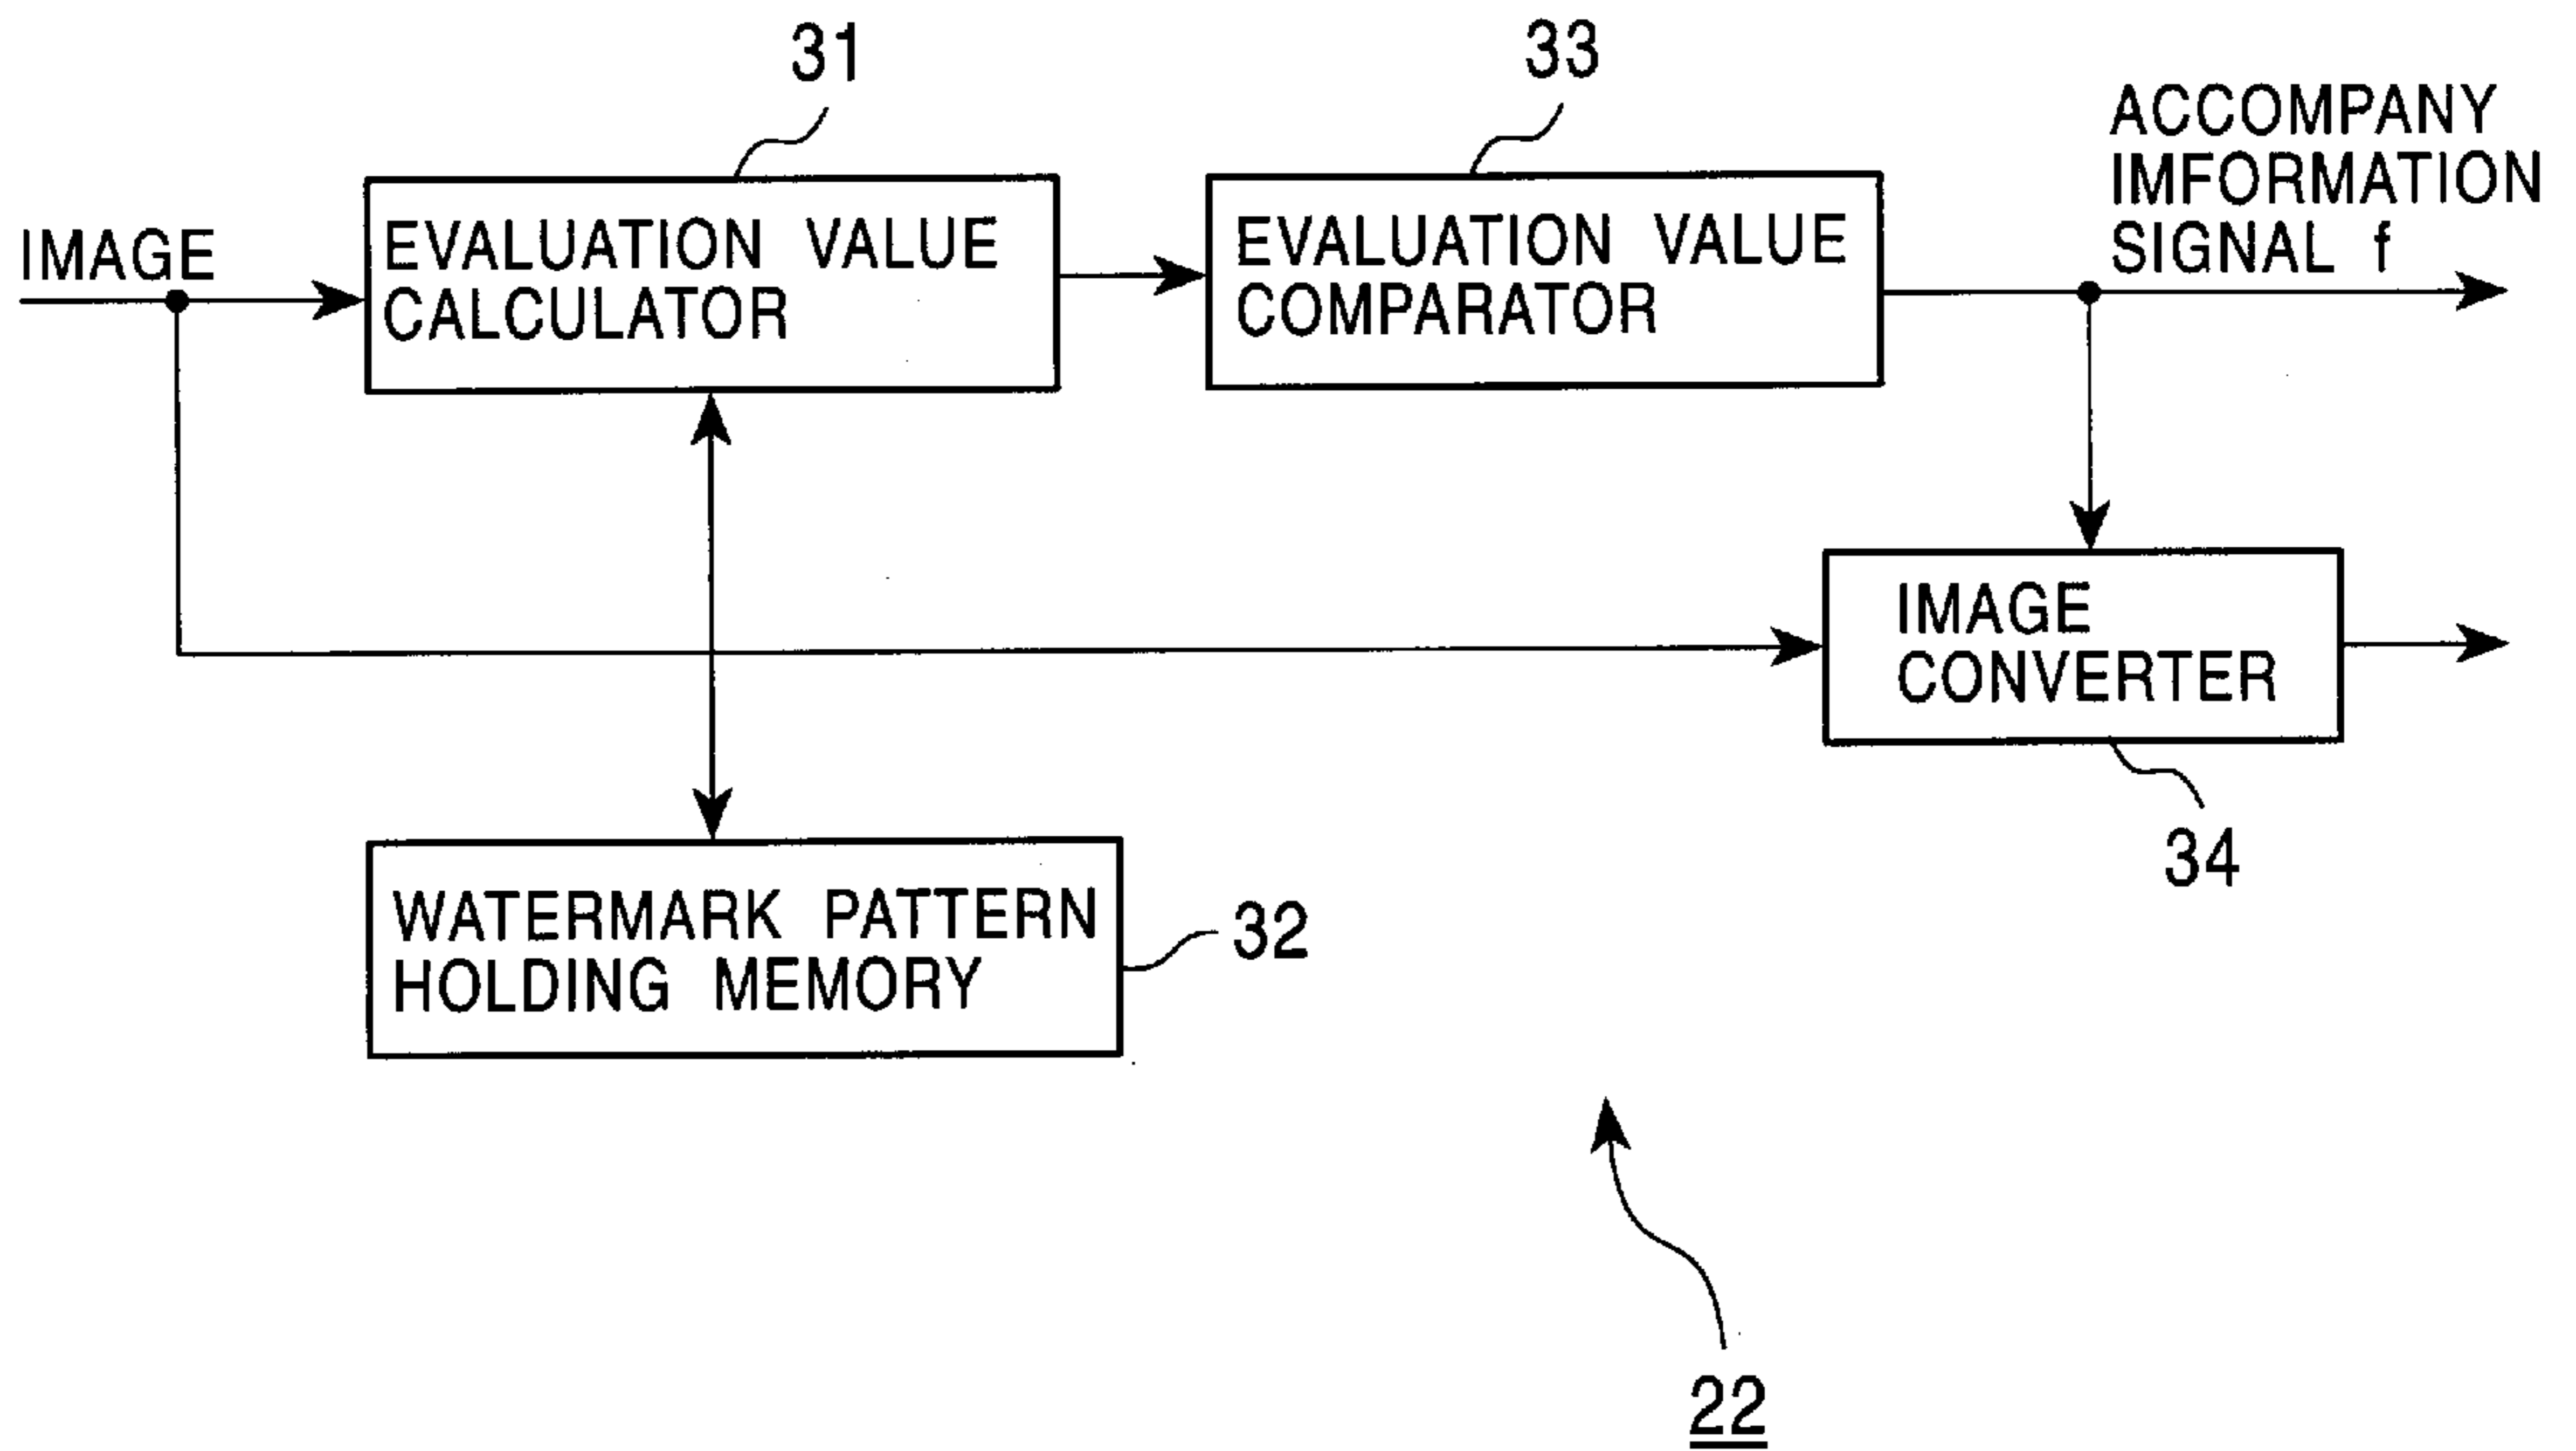 31
33
ACCOMPANY
IMFORMATION
SIGNAL f
IMAGE
EVALUATION VALUE
CALCULATOR
EVALUATION VALUE
COMPARATOR
IMAGE
CONVERTER
34
WATERMARK PATTERN
HOLDING MEMORY
32
22